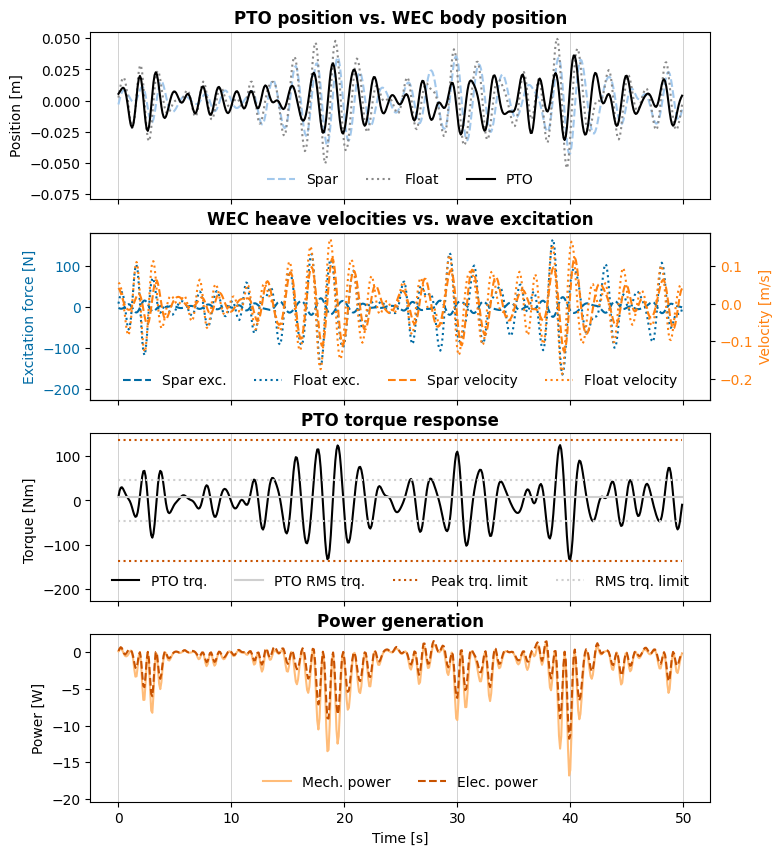 PTO position vs. WEC body position
0.050
0.025
0.000
−0.025
−0.050
−0.075
Position [m]
Spar Float PTO
WEC heave velocities vs. wave excitation
100
0
−100
−200
Excitation force [N]
0.1
0.0
−0.1
−0.2
Velocity [m/s]
Spar exc. Float exc. Spar velocity Float velocity
PTO torque response
100
0
−100
−200
Torque [Nm]
PTO trq. PTO RMS trq. Peak trq. limit RMS trq. limit
Power generation
0
−5
−10
−15
−20
Power [W]
Mech. power Elec. power
0 10 20 30 40 50
Time [s]